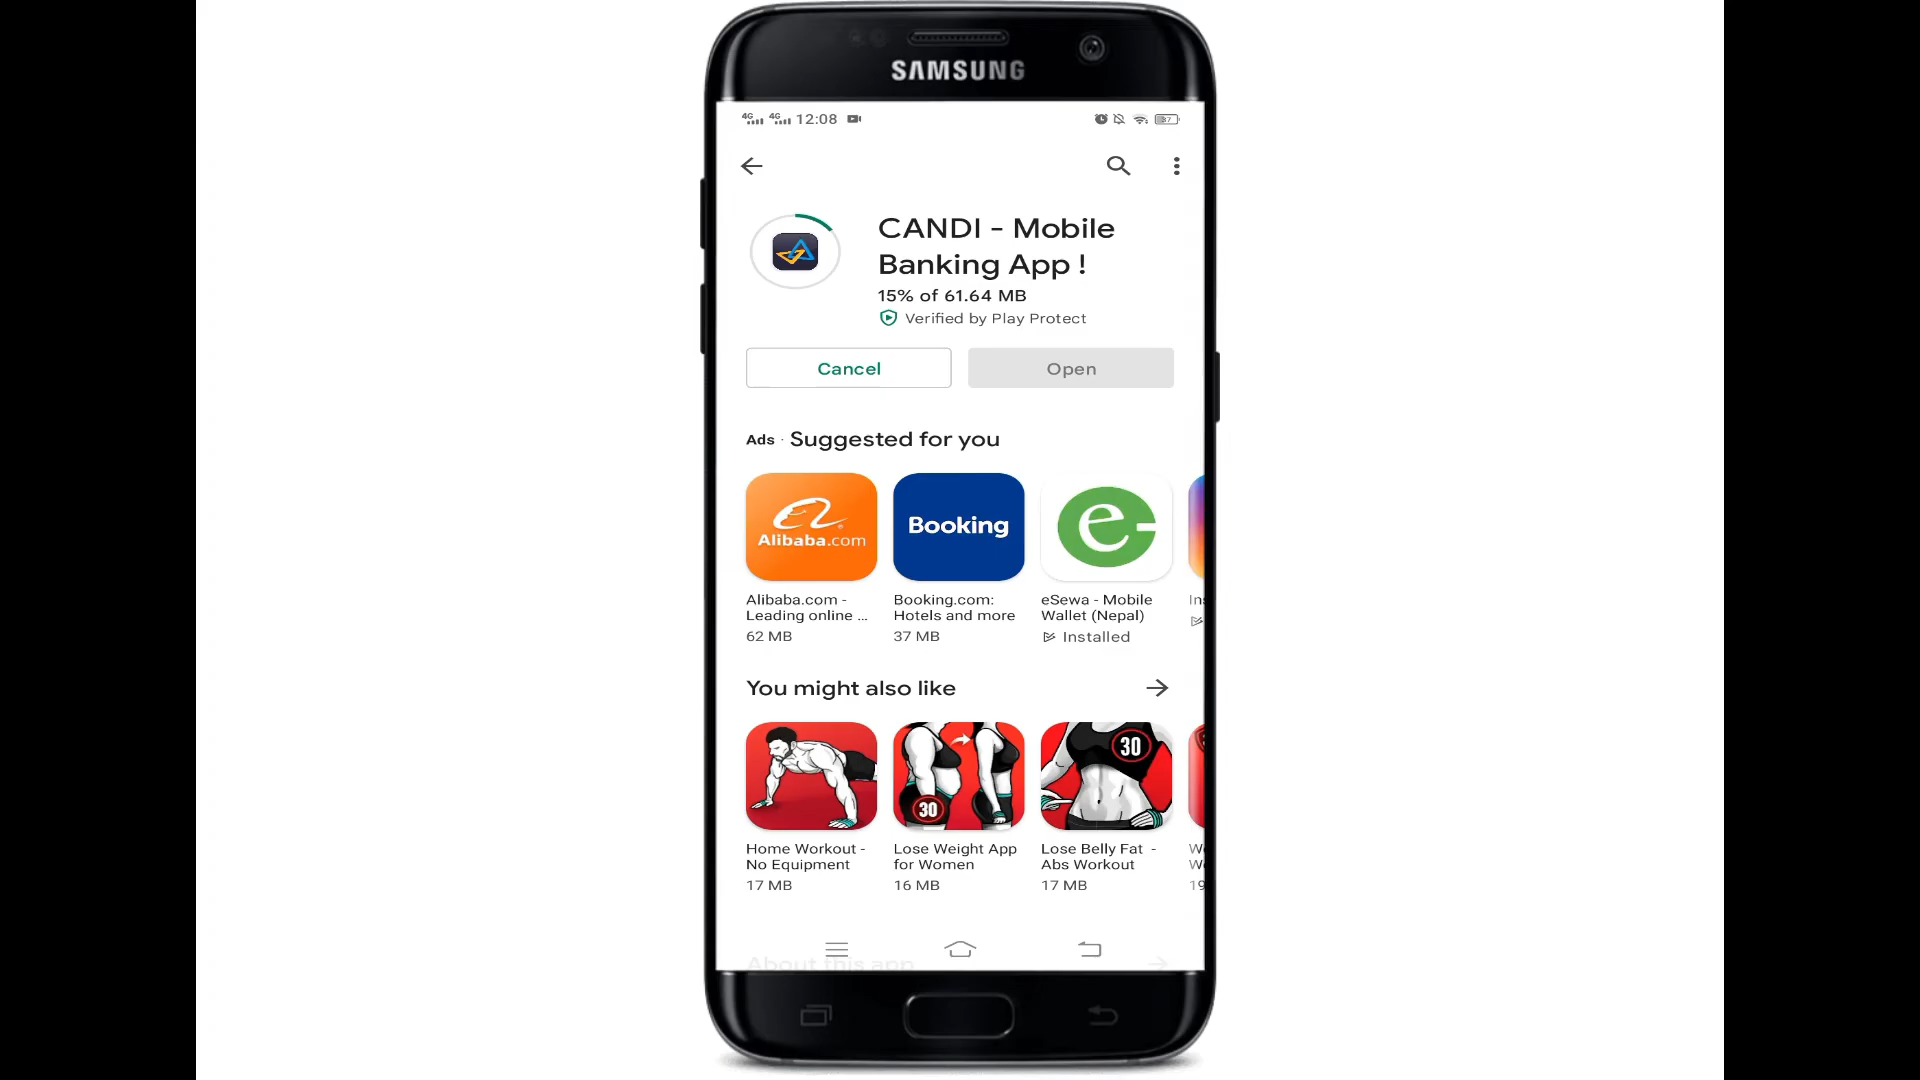 SAMSUNG
4G 4G 12:08
37
CANDI - Mobile
Banking App !
15% of 61.64 MB
Verified by Play Protect
Cancel
Open
Ads · Suggested for you
Alibaba.com
Booking
e
Alibaba.com -
Leading online ...
62 MB
Booking.com:
Hotels and more
37 MB
eSewa - Mobile
Wallet (Nepal)
Installed
In
You might also like
30
30
Home Workout -
No Equipment
17 MB
Lose Weight App
for Women
16 MB
Lose Belly Fat -
Abs Workout
17 MB
W
W
19
About this app